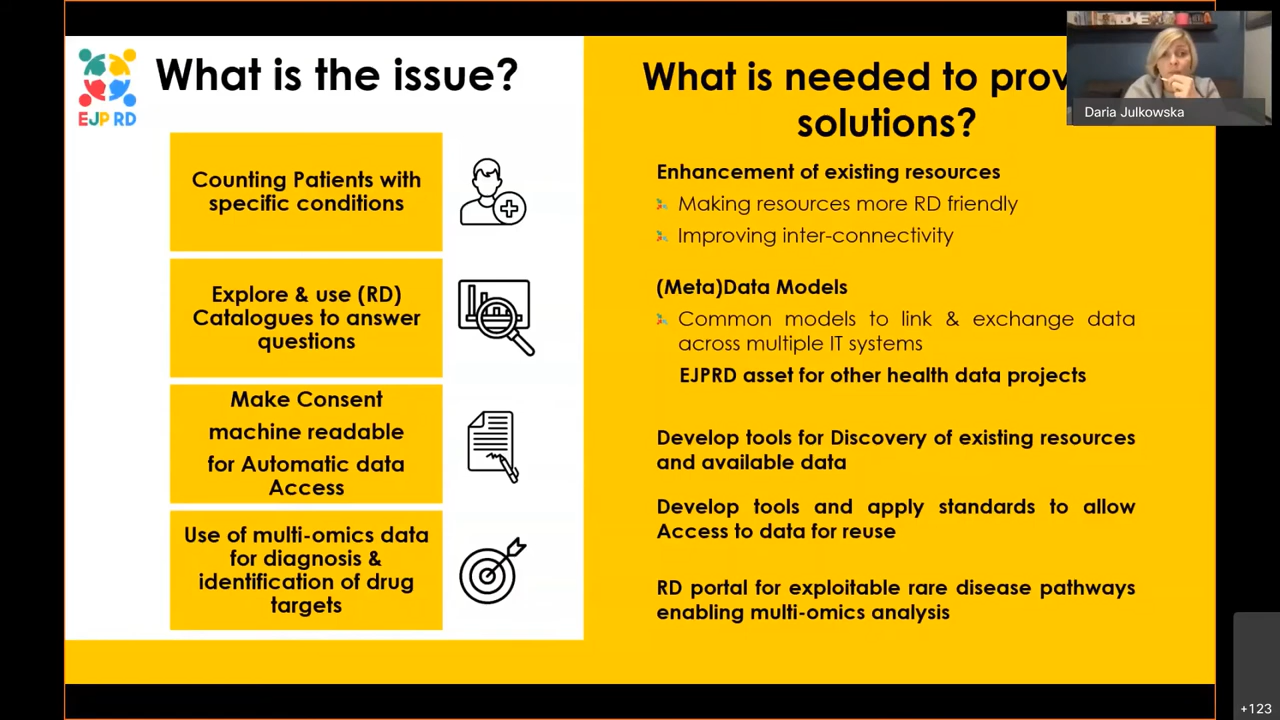 What is the issue?
EJP RD
Counting Patients with
specific conditions
Explore & use (RD)
Catalogues to answer
questions
Make Consent
machine readable
for Automatic data
Access
Use of multi-omics data
for diagnosis &
identification of drug
targets
What is needed to prov
solutions?
Enhancement of existing resources
Making resources more RD friendly
Improving inter-connectivity
(Meta)Data Models
Common models to link & exchange data
across multiple IT systems
EJPRD asset for other health data projects
Develop tools for Discovery of existing resources
and available data
Develop tools and apply standards to allow
Access to data for reuse
RD portal for exploitable rare disease pathways
enabling multi-omics analysis
Daria Julkowska
+123